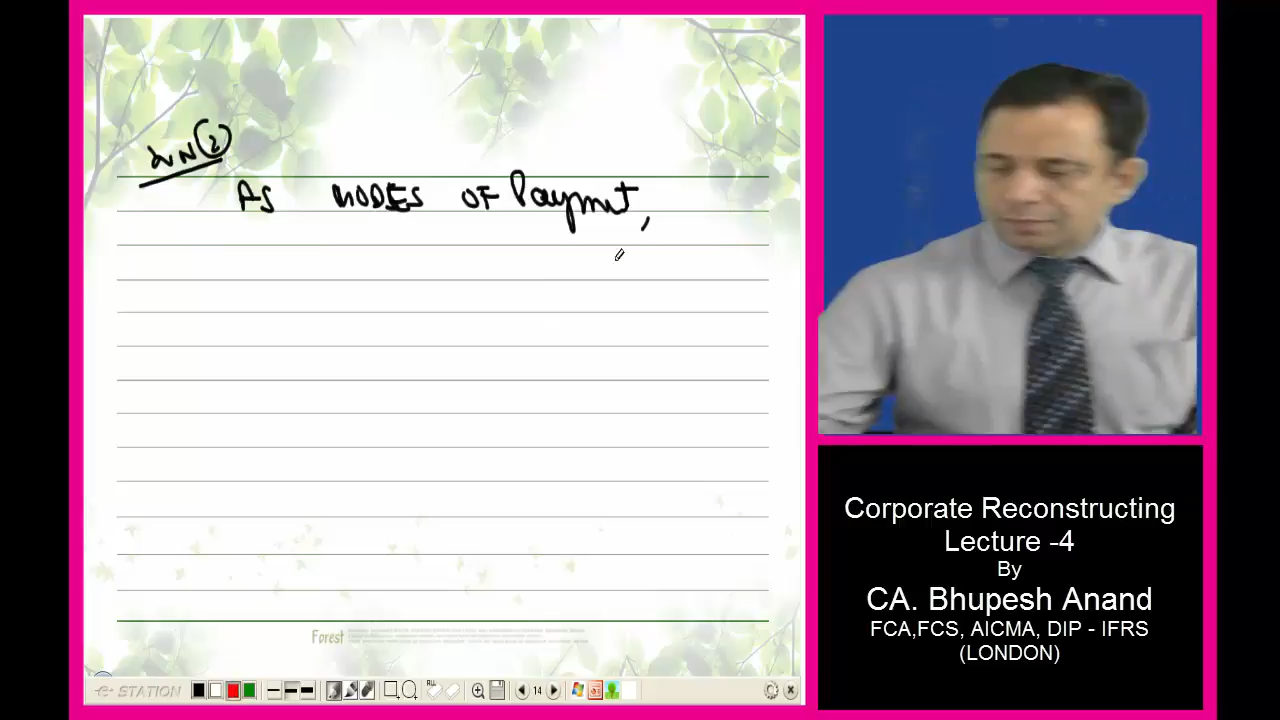 WN(2)
As MODES OF Paymnt,
Forest
e-STATION
14
Corporate Reconstructing
Lecture -4
By
CA. Bhupesh Anand
FCA,FCS, AICMA, DIP - IFRS
(LONDON)